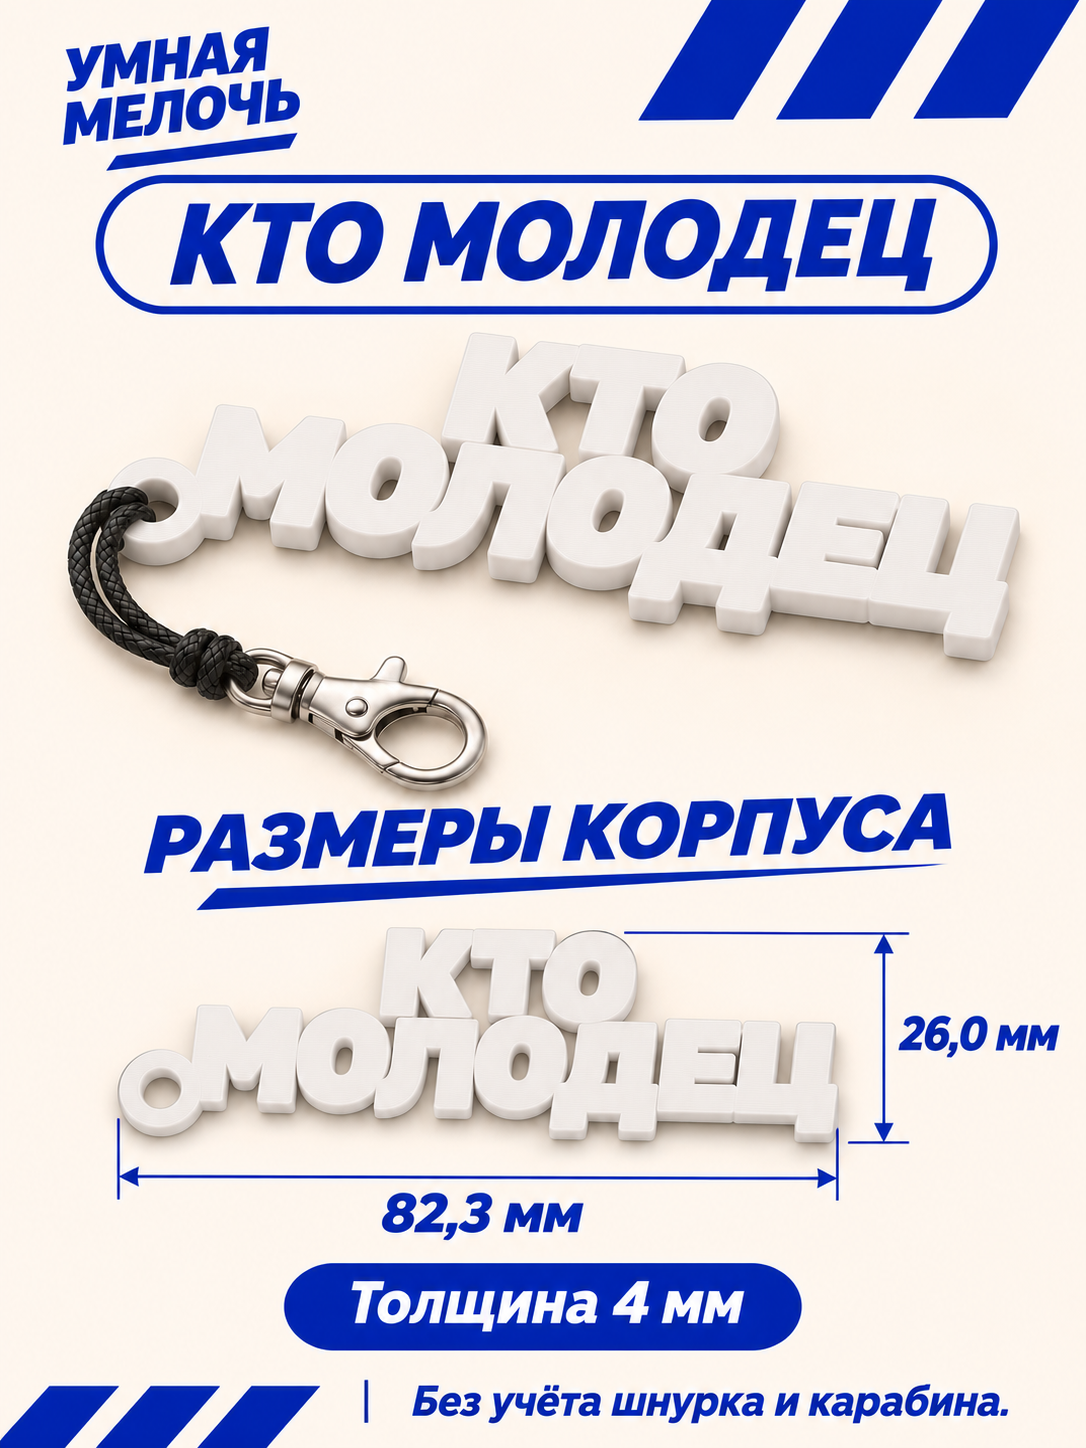 УМНАЯ
МЕЛОЧЬ
КТО МОЛОДЕЦ
КТО
МОЛОДЕЦ
РАЗМЕРЫ КОРПУСА
КТО
МОЛОДЕЦ
26,0 мм
82,3 мм
Толщина 4 мм
Без учёта шнурка и карабина.